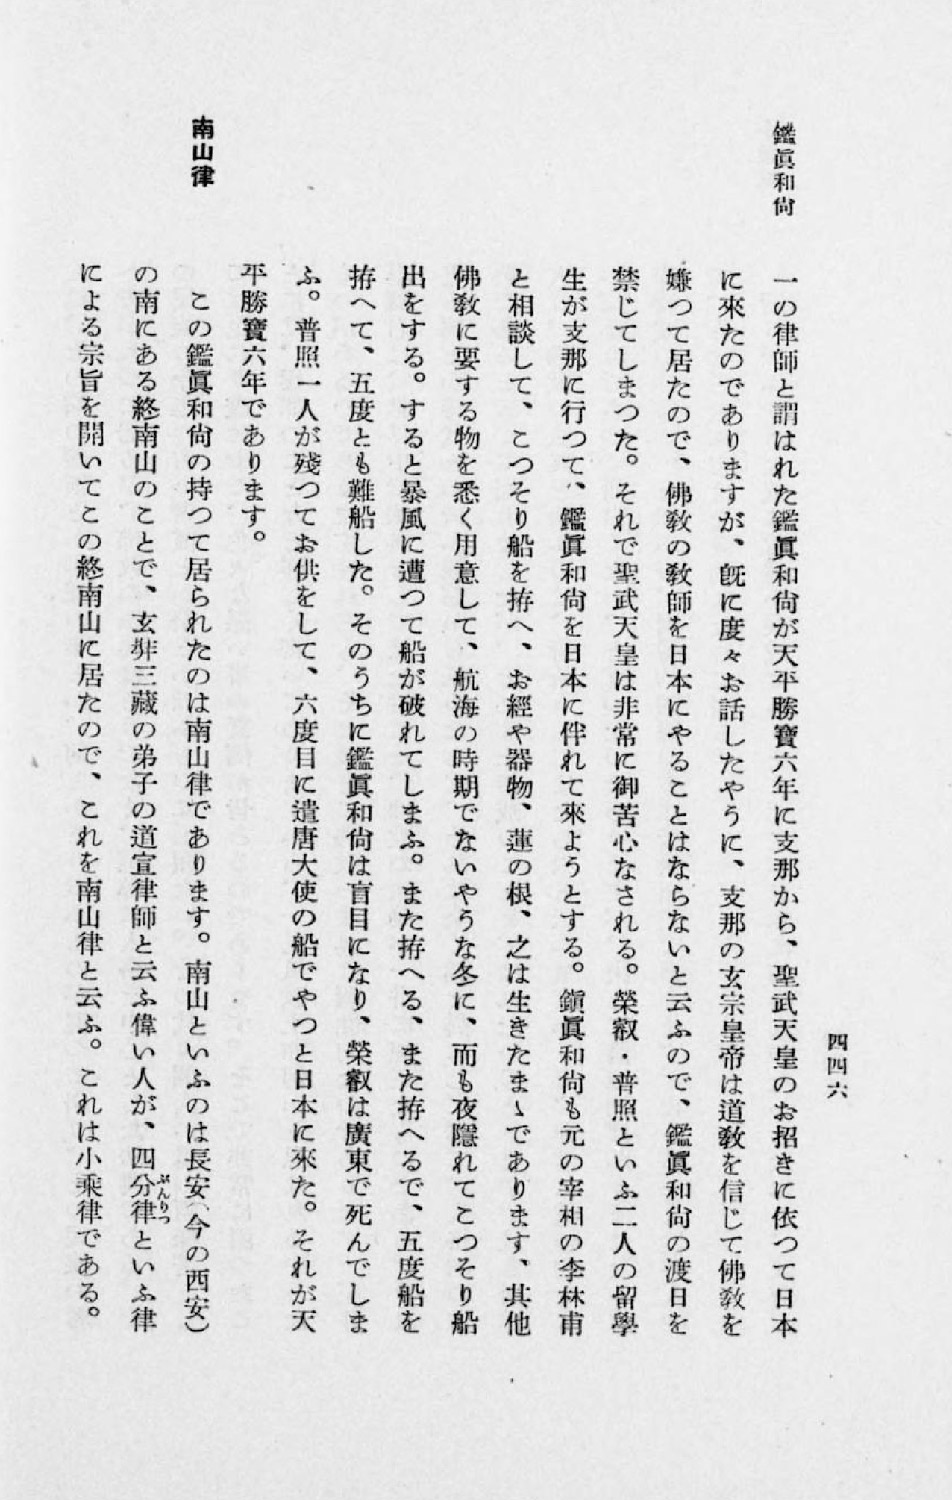 四四六
鑑眞和尙
一の律師と謂はれた鑑眞和尙が天平勝寶六年に支那から、聖武天皇のお招きに依つて日本
に來たのでありますが、旣に度々お話したやうに、支那の玄宗皇帝は道敎を信じて佛敎を
嫌つて居たので、佛敎の敎師を日本にやることはならないと云ふので、鑑眞和尙の渡日を
禁じてしまつた。それで聖武天皇は非常に御苦心なされる。榮叡・普照といふ二人の留學
生が支那に行つて、鑑眞和尙を日本に伴れて來ようとする。鎭眞和尙も元の宰相の李林甫
と相談して、こつそり船を拵へ、お經や器物、蓮の根、之は生きたまゝであります、其他
佛敎に要する物を悉く用意して、航海の時期でないやうな冬に、而も夜隱れてこつそり船
出をする。すると暴風に遭つて船が破れてしまふ。また拵へる、また拵へるで、五度船を
拵へて、五度とも難船した。そのうちに鑑眞和尙は盲目になり、榮叡は廣東で死んでしま
ふ。普照一人が殘つてお供をして、六度目に遣唐大使の船でやつと日本に來た。それが天
平勝寶六年であります。
南山律
この鑑眞和尙の持つて居られたのは南山律であります。南山といふのは長安(今の西安)
の南にある終南山のことで、玄弉三藏の弟子の道宣律師と云ふ偉い人が、四分律といふ律
ぶんりつ
による宗旨を開いてこの終南山に居たので、これを南山律と云ふ。これは小乘律である。